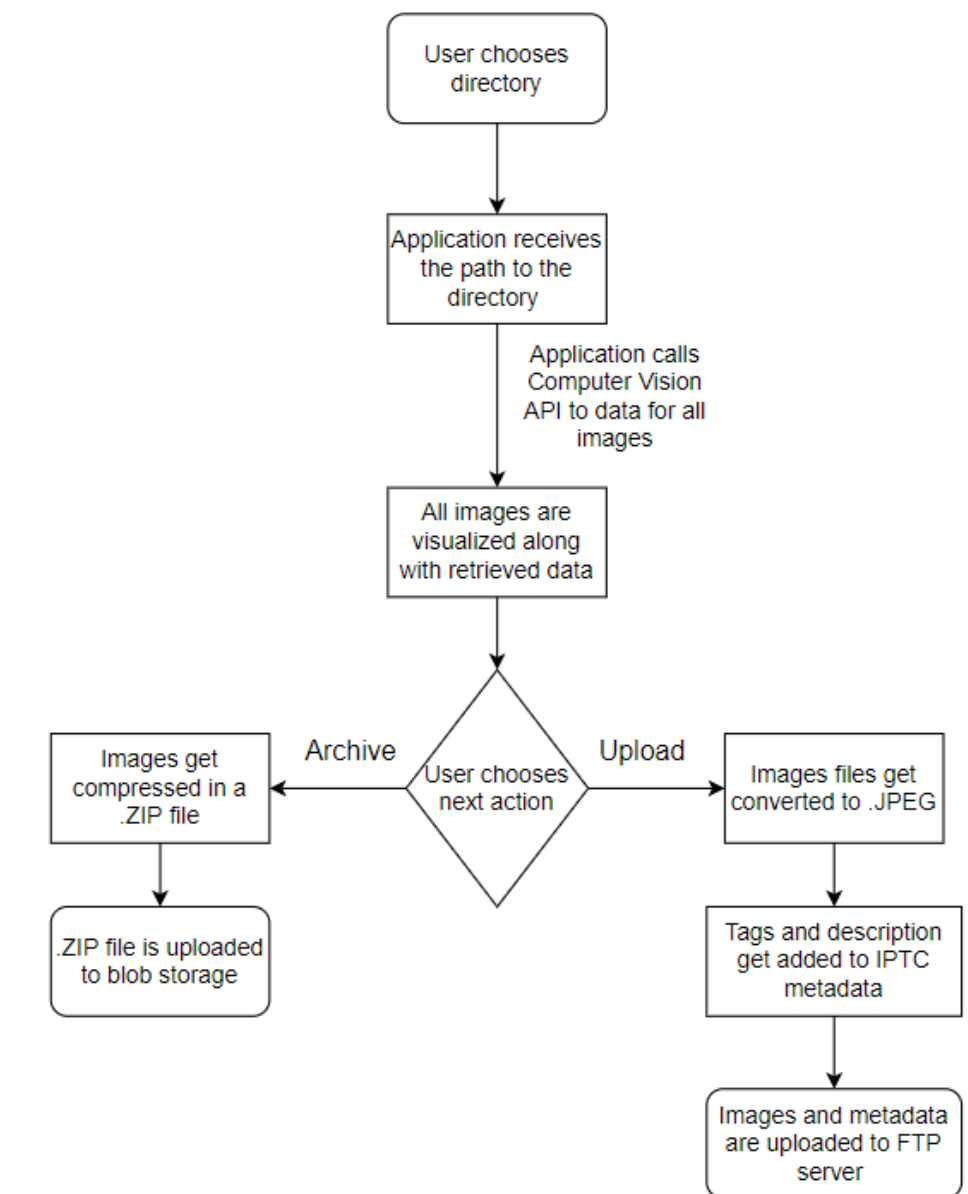 User chooses
directory
Application receives
the path to the
directory
Application calls
Computer Vision
API to data for all
images
All images are
visualized along
with retrieved data
User chooses
next action
Archive
Upload
Images get
compressed in a
.ZIP file
.ZIP file is uploaded
to blob storage
Images files get
converted to .JPEG
Tags and description
get added to IPTC
metadata
Images and metadata
are uploaded to FTP
server